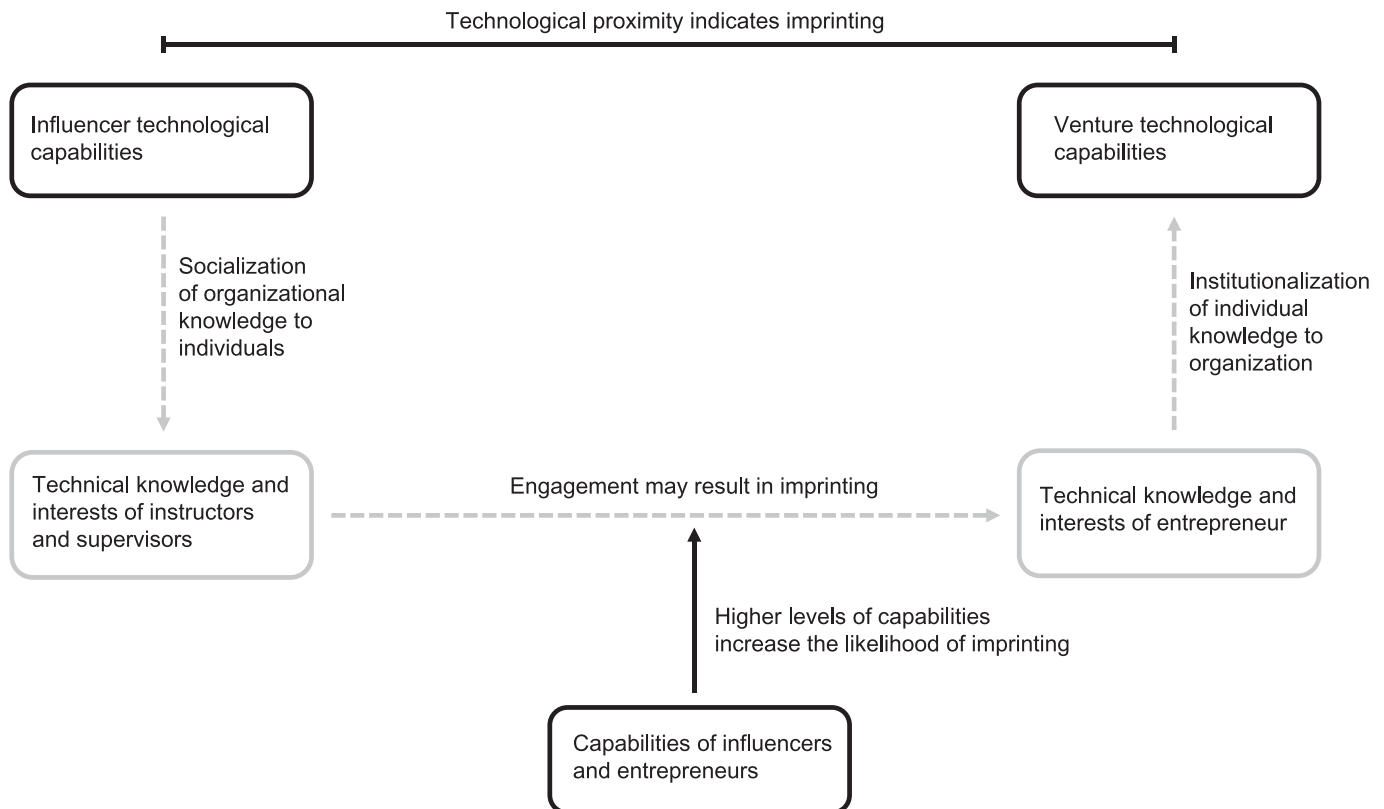 Technological proximity indicates imprinting
Influencer technological
capabilities
Venture technological
capabilities
Socialization
of organizational
knowledge to
individuals
Institutionalization
of individual
knowledge to
organization
Technical knowledge and
interests of instructors
and supervisors
Engagement may result in imprinting
Technical knowledge and
interests of entrepreneur
Higher levels of capabilities
increase the likelihood of imprinting
Capabilities of influencers
and entrepreneurs